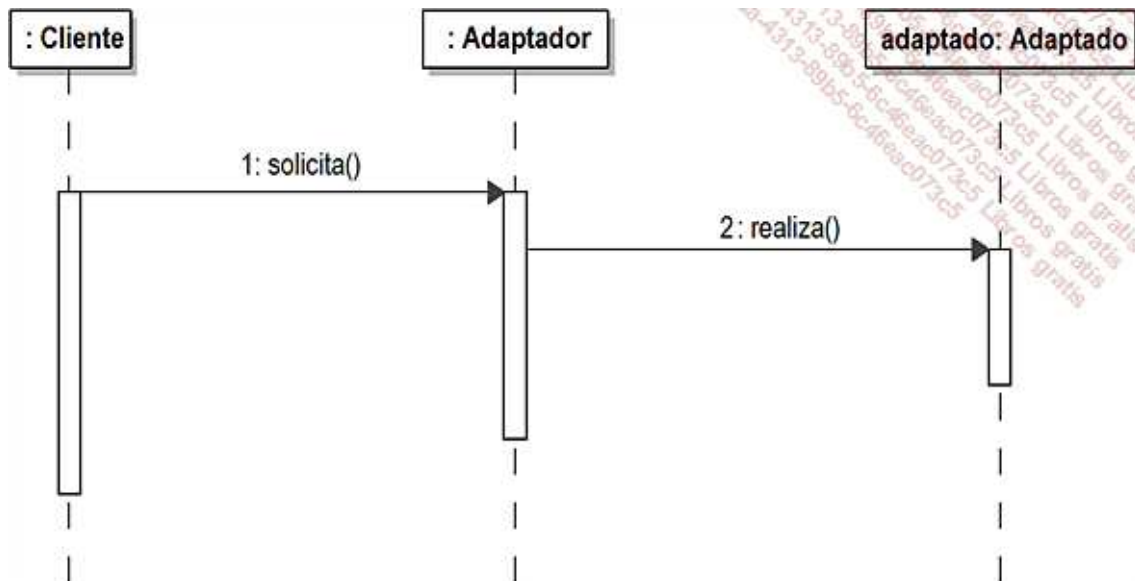 : Cliente
: Adaptador
adaptado: Adaptado
1: solicita()
2: realiza()